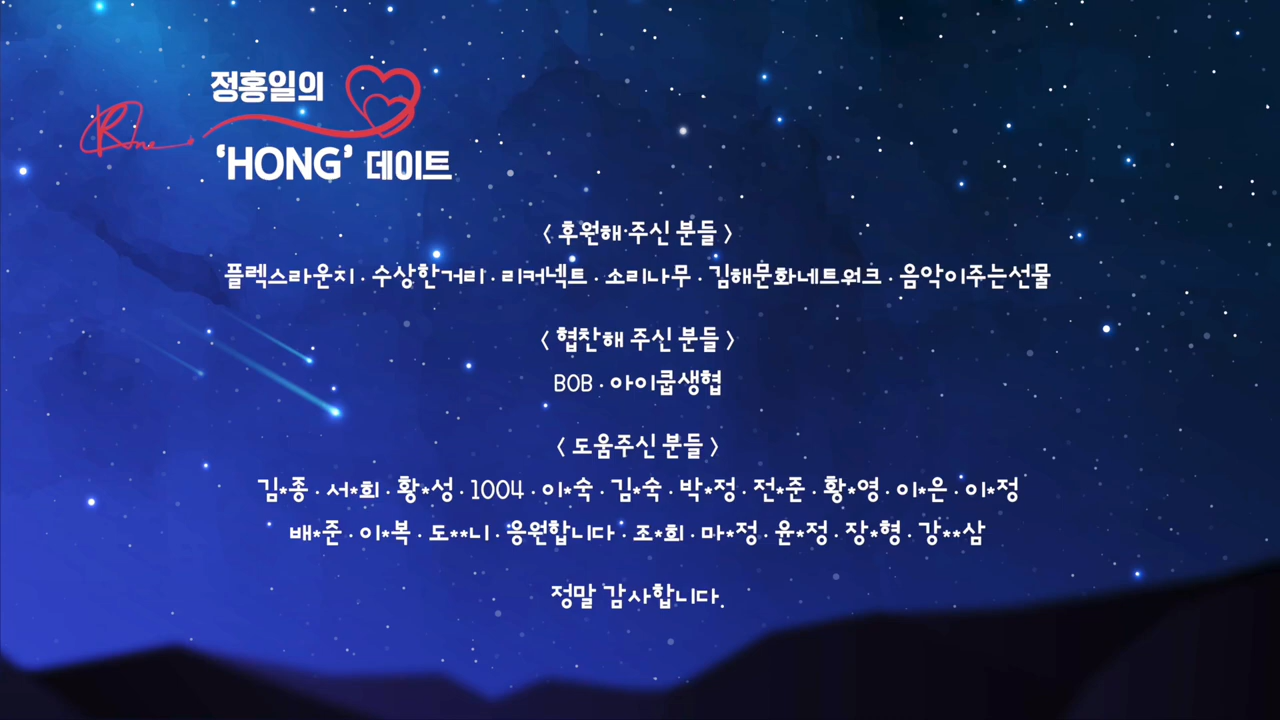 정홍일의
'HONG' 데이트
< 후원해 주신 분들 >
플렉스라운지 · 수상한거리 · 리커넥트 · 소리나무 · 김해문화네트워크 · 음악이주는선물
< 협찬해 주신 분들 >
BOB · 아이쿱생협
< 도움주신 분들 >
김*종 · 서*희 · 황*성 · 1004 · 이*숙 · 김*숙 · 박*정 · 전*준 · 황*영 · 이*은 · 이*정
배*준 · 이*복 · 도**니 · 응원합니다 · 조*희 · 마*정 · 윤*정 · 장*형 · 강**삼
정말 감사합니다.